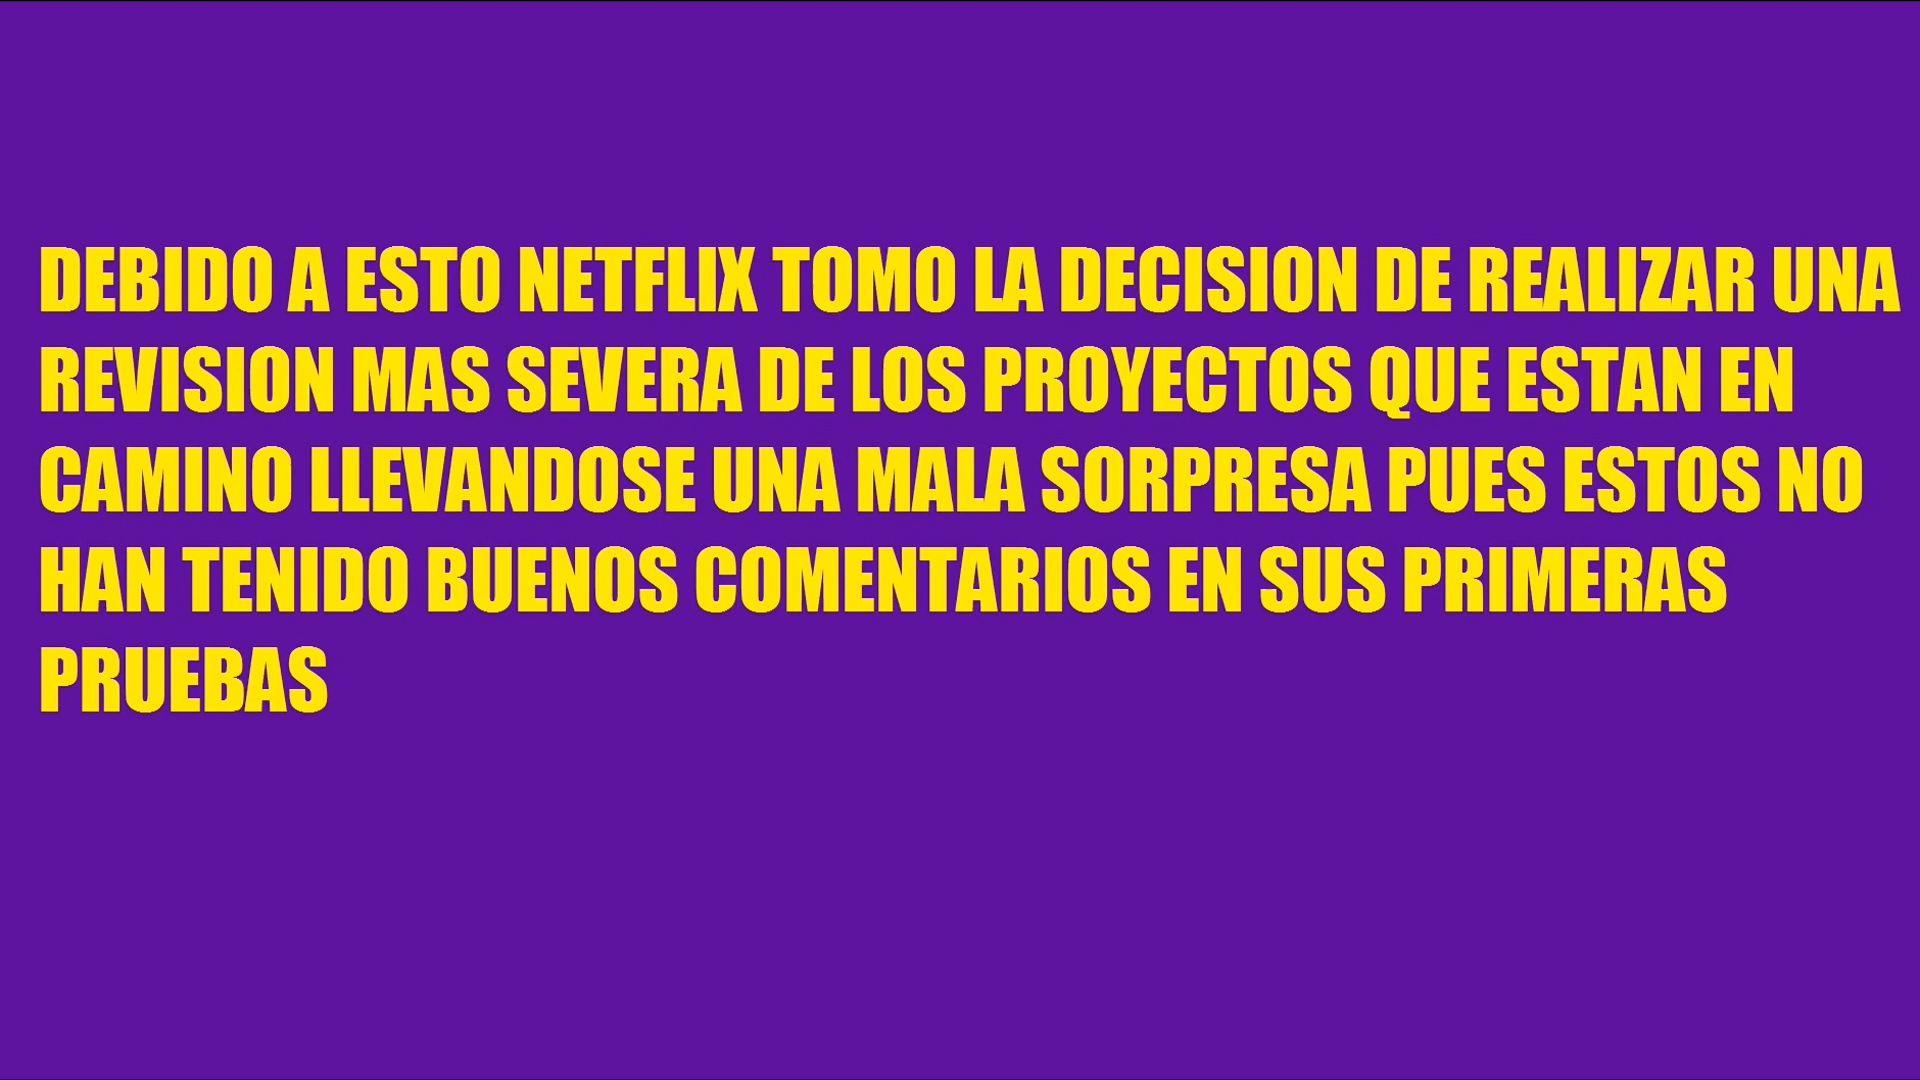 DEBIDO A ESTO NETFLIX TOMO LA DECISION DE REALIZAR UNA
REVISION MAS SEVERA DE LOS PROYECTOS QUE ESTAN EN
CAMINO LLEVANDOSE UNA MALA SORPRESA PUES ESTOS NO
HAN TENIDO BUENOS COMENTARIOS EN SUS PRIMERAS
PRUEBAS